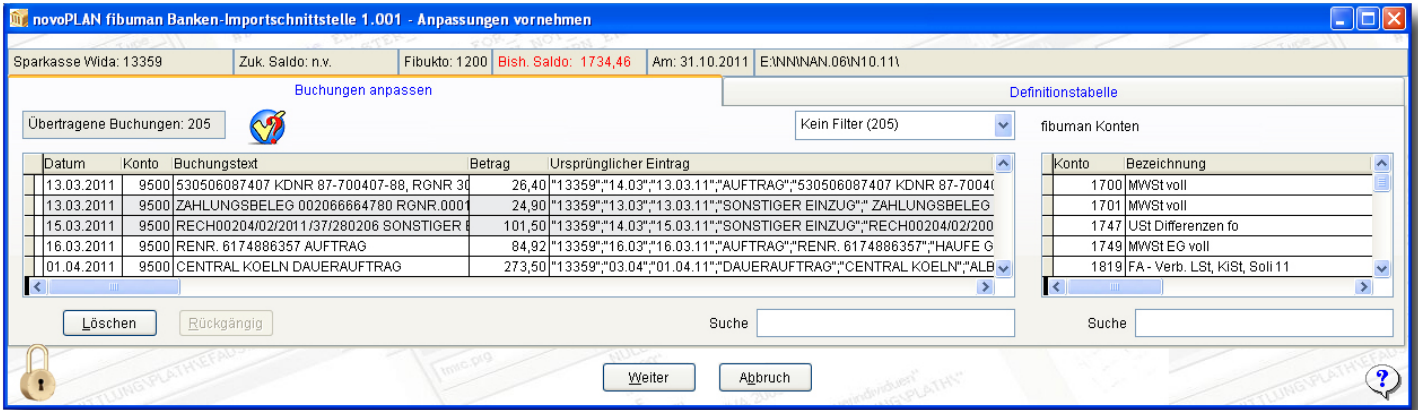 novoPLAN fibuman Banken-Importschnittstelle 1.001 - Anpassungen vornehmen
Sparkasse Wida: 13359 Zuk. Saldo: n.v. Fibukto: 1200 Bish. Saldo: 1734,46 Am: 31.10.2011 E:\NN\NAN.06\N10.11\
Buchungen anpassen Definitionstabelle
Übertragene Buchungen: 205 Kein Filter (205) fibuman Konten
Datum Konto Buchungstext Betrag Ursprünglicher Eintrag Konto Bezeichnung
13.03.2011 9500 530506087407 KDNR 87-700407-88, RGNR 30 26,40 "13359";"14.03";"13.03.11";"AUFTRAG";"530506087407 KDNR 87-7004 1700 MWSt voll
13.03.2011 9500 ZAHLUNGSBELEG 002066664780 RGNR.0001 24,90 "13359";"13.03";"13.03.11";"SONSTIGER EINZUG";" ZAHLUNGSBELEG 1701 MWSt voll
15.03.2011 9500 RECH00204/02/2011/37/280206 SONSTIGER E 101,50 "13359";"14.03";"15.03.11";"SONSTIGER EINZUG";"RECH00204/02/200 1747 USt Differenzen fo
16.03.2011 9500 RENR. 6174886357 AUFTRAG 84,92 "13359";"16.03";"16.03.11";"AUFTRAG";"RENR. 6174886357";"HAUFE G 1749 MWSt EG voll
01.04.2011 9500 CENTRAL KOELN DAUERAUFTRAG 273,50 "13359";"03.04";"01.04.11";"DAUERAUFTRAG";"CENTRAL KOELN";"ALB 1819 FA - Verb. LSt, KiSt, Soli 11
Löschen Rückgängig Suche Suche
Weiter Abbruch